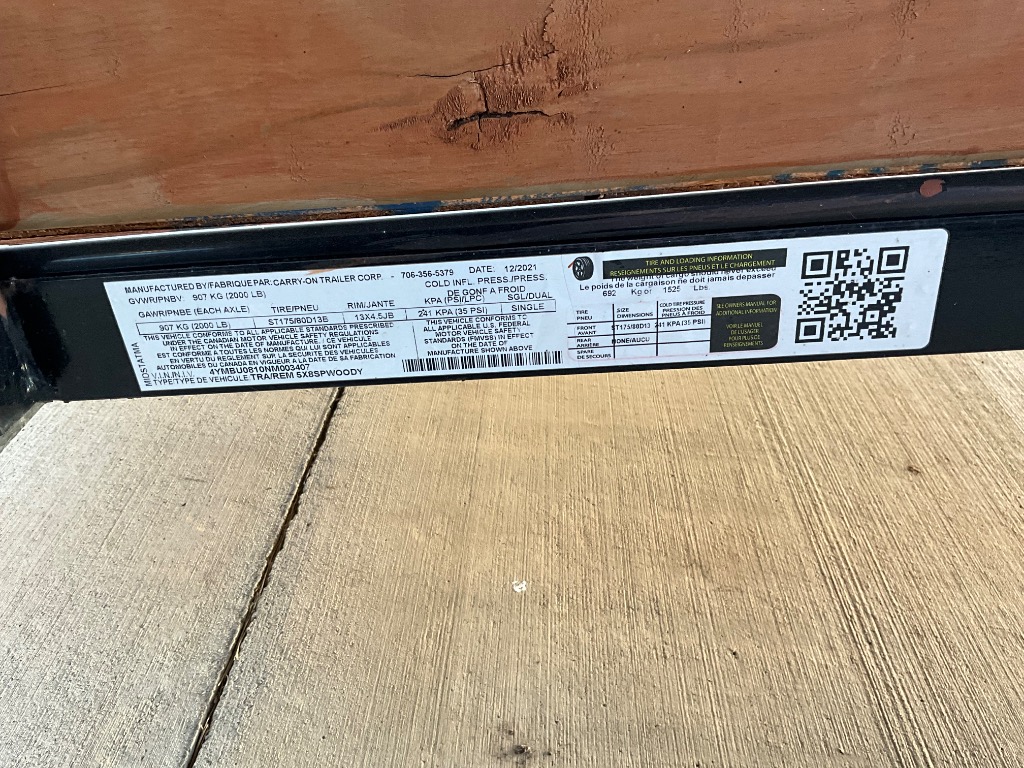 MANUFACTURED BY/FABRIQUE PAR: CARRY-ON TRAILER CORP. - 706-356-5379 DATE: 12/2021
GVWR/PNBV: 907 KG (2000 LB)
COLD INFL. PRESS./PRESS.
DE GONF A FROID
GAWR/PNBE (EACH AXLE) TIRE/PNEU RIM/JANTE KPA (PSI/LPC) SGL/DUAL
907 KG (2000 LB) ST175/80D13B 13X4.5JB 241 KPA (35 PSI) SINGLE
THIS VEHICLE CONFORMS TO ALL APPLICABLE STANDARDS PRESCRIBED
UNDER THE CANADIAN MOTOR VEHICLE SAFETY REGULATIONS
IN EFFECT ON THE DATE OF MANUFACTURE. / CE VEHICULE
EST CONFORME A TOUTES LES NORMES QUI LUI SONT APPLICABLES
EN VERTU DU REGLEMENT SUR LA SECURITE DES VEHICULES
AUTOMOBILES DU CANADA EN VIGUEUR A LA DATE DE SA FABRICATION
V.I.N./N.I.V. 4YMBU0810NM003407
TYPE/TYPE DE VEHICULE: TRA/REM 5X8SPWOODY
MIOSTATMA
THIS VEHICLE CONFORMS TO
ALL APPLICABLE U.S. FEDERAL
MOTOR VEHICLE SAFETY
STANDARDS (FMVSS) IN EFFECT
ON THE DATE OF
MANUFACTURE SHOWN ABOVE
TIRE AND LOADING INFORMATION
RENSEIGNEMENTS SUR LES PNEUS ET LE CHARGEMENT
weight of cargo should never exceed
Le poids de la cargaison ne doit jamais depasser
692 Kg or 1525 Lbs.
TIRE
PNEU
SIZE
DIMENSIONS
COLD TIRE PRESSURE
PRESSION DES
PNEUS À FROID
FRONT
AVANT
ST175/80D13 241 KPA (35 PSI)
REAR
ARRIÈRE
NONE/AUCU
SPARE
DE SECOURS
SEE OWNERS MANUAL FOR
ADDITIONAL INFORMATION
VOIR LE MANUEL
DE L'USAGER
POUR PLUS DE
RENSEIGNEMENTS